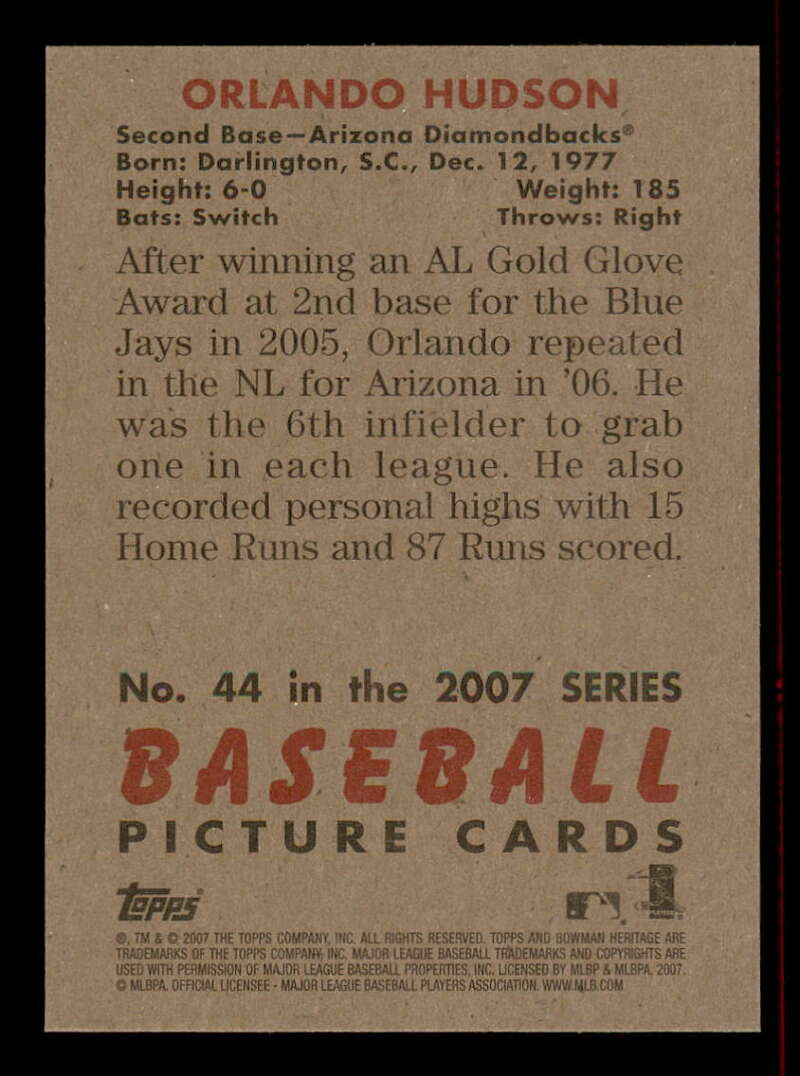 ORLANDO HUDSON
Second Base—Arizona Diamondbacks®
Born: Darlington, S.C., Dec. 12, 1977
Height: 6-0 Weight: 185
Bats: Switch Throws: Right
After winning an AL Gold Glove
Award at 2nd base for the Blue
Jays in 2005, Orlando repeated
in the NL for Arizona in ’06. He
was the 6th infielder to grab
one in each league. He also
recorded personal highs with 15
Home Runs and 87 Runs scored.
No. 44 in the 2007 SERIES
BASEBALL
PICTURE CARDS
Topps
®, TM & © 2007 THE TOPPS COMPANY, INC. ALL RIGHTS RESERVED. TOPPS AND BOWMAN HERITAGE ARE
TRADEMARKS OF THE TOPPS COMPANY, INC. MAJOR LEAGUE BASEBALL TRADEMARKS AND COPYRIGHTS ARE
USED WITH PERMISSION OF MAJOR LEAGUE BASEBALL PROPERTIES, INC. LICENSED BY MLBP & MLBPA, 2007.
© MLBPA. OFFICIAL LICENSEE - MAJOR LEAGUE BASEBALL PLAYERS ASSOCIATION. WWW.MLB.COM